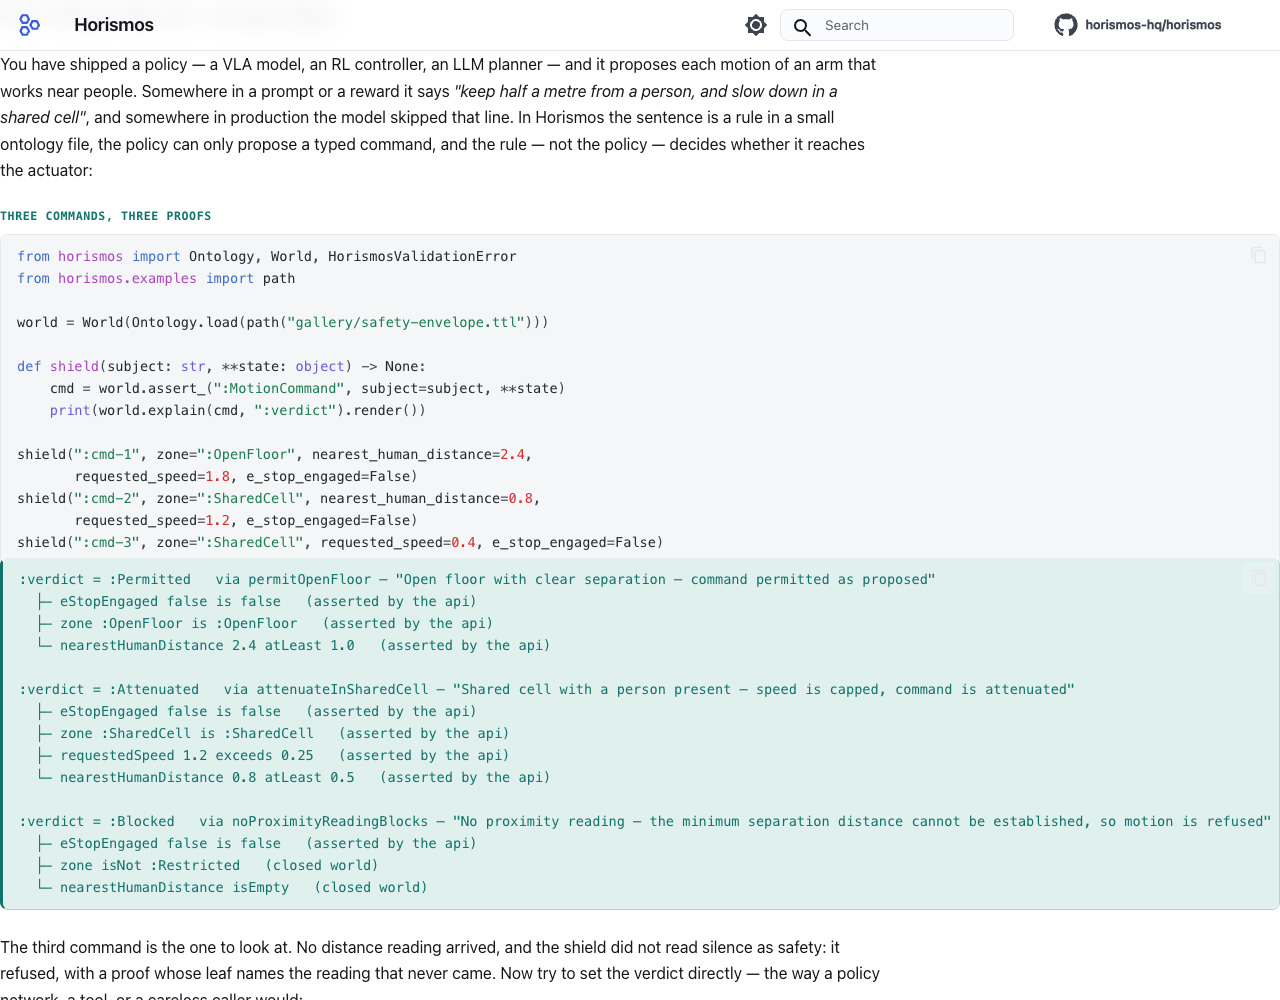 Horismos
Search
horismos-hq/horismos
You have shipped a policy — a VLA model, an RL controller, an LLM planner — and it proposes each motion of an arm that
works near people. Somewhere in a prompt or a reward it says "keep half a metre from a person, and slow down in a
shared cell", and somewhere in production the model skipped that line. In Horismos the sentence is a rule in a small
ontology file, the policy can only propose a typed command, and the rule — not the policy — decides whether it reaches
the actuator:
THREE COMMANDS, THREE PROOFS
from horismos import Ontology, World, HorismosValidationError
from horismos.examples import path
world = World(Ontology.load(path("gallery/safety-envelope.ttl")))
def shield(subject: str, **state: object) -> None:
    cmd = world.assert_(":MotionCommand", subject=subject, **state)
    print(world.explain(cmd, ":verdict").render())
shield(":cmd-1", zone=":OpenFloor", nearest_human_distance=2.4,
       requested_speed=1.8, e_stop_engaged=False)
shield(":cmd-2", zone=":SharedCell", nearest_human_distance=0.8,
       requested_speed=1.2, e_stop_engaged=False)
shield(":cmd-3", zone=":SharedCell", requested_speed=0.4, e_stop_engaged=False)
:verdict = :Permitted   via permitOpenFloor — "Open floor with clear separation — command permitted as proposed"
  ├─ eStopEngaged false is false   (asserted by the api)
  ├─ zone :OpenFloor is :OpenFloor   (asserted by the api)
  └─ nearestHumanDistance 2.4 atLeast 1.0   (asserted by the api)
:verdict = :Attenuated   via attenuateInSharedCell — "Shared cell with a person present — speed is capped, command is attenuated"
  ├─ eStopEngaged false is false   (asserted by the api)
  ├─ zone :SharedCell is :SharedCell   (asserted by the api)
  ├─ requestedSpeed 1.2 exceeds 0.25   (asserted by the api)
  └─ nearestHumanDistance 0.8 atLeast 0.5   (asserted by the api)
:verdict = :Blocked   via noProximityReadingBlocks — "No proximity reading — the minimum separation distance cannot be established, so motion is refused"
  ├─ eStopEngaged false is false   (asserted by the api)
  ├─ zone isNot :Restricted   (closed world)
  └─ nearestHumanDistance isEmpty   (closed world)
The third command is the one to look at. No distance reading arrived, and the shield did not read silence as safety: it
refused, with a proof whose leaf names the reading that never came. Now try to set the verdict directly — the way a policy
network, a tool, or a careless caller would: